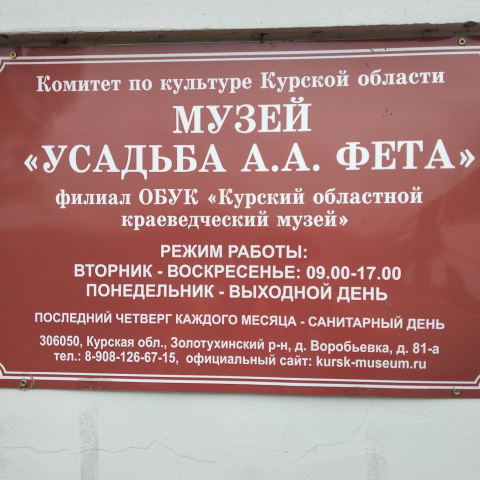 Комитет по культуре Курской области
МУЗЕЙ
«УСАДЬБА А.А. ФЕТА»
филиал ОБУК «Курский областной
краеведческий музей»
РЕЖИМ РАБОТЫ:
ВТОРНИК - ВОСКРЕСЕНЬЕ: 09.00-17.00
ПОНЕДЕЛЬНИК - ВЫХОДНОЙ ДЕНЬ
ПОСЛЕДНИЙ ЧЕТВЕРГ КАЖДОГО МЕСЯЦА - САНИТАРНЫЙ ДЕНЬ
306050, Курская обл., Золотухинский р-н, д. Воробьевка, д. 81-а
тел.: 8-908-126-67-15, официальный сайт: kursk-museum.ru